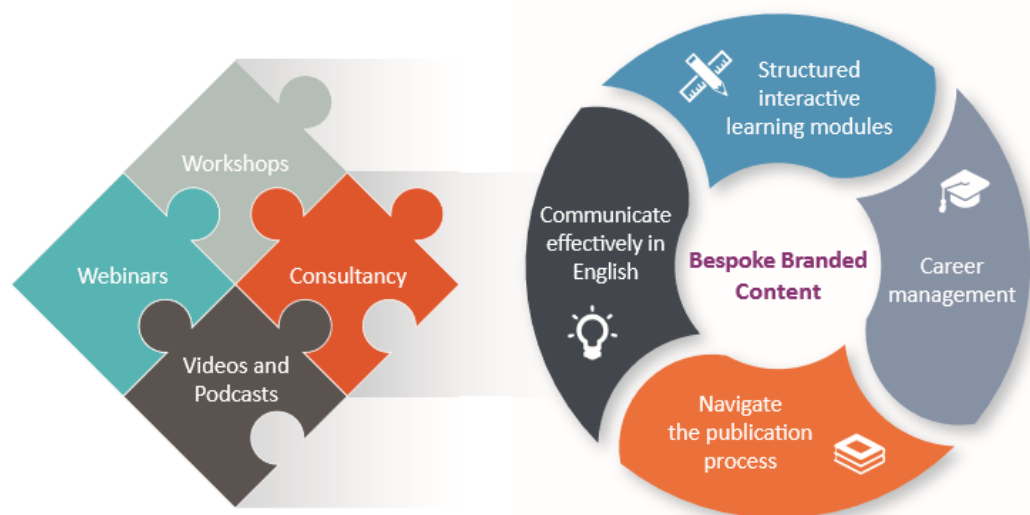 Workshops
Webinars
Consultancy
Videos and
Podcasts
Structured
interactive
learning modules
Communicate
effectively in
English
Bespoke Branded
Content
Career
management
Navigate
the publication
process